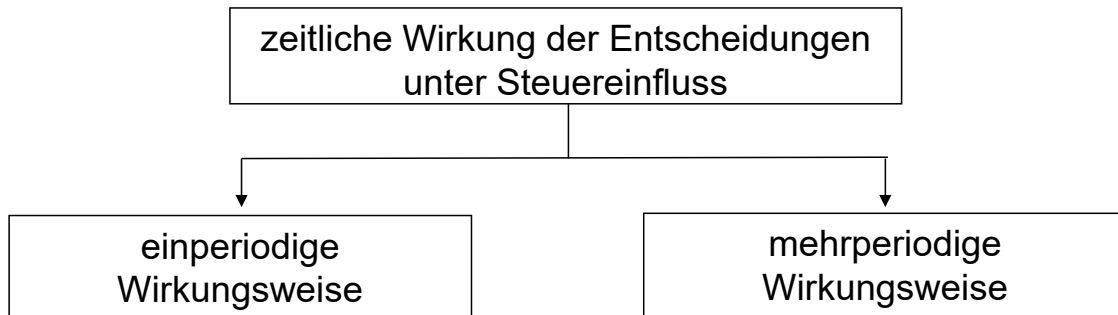 zeitliche Wirkung der Entscheidungen
unter Steuereinfluss
einperiodige
Wirkungsweise
mehrperiodige
Wirkungsweise